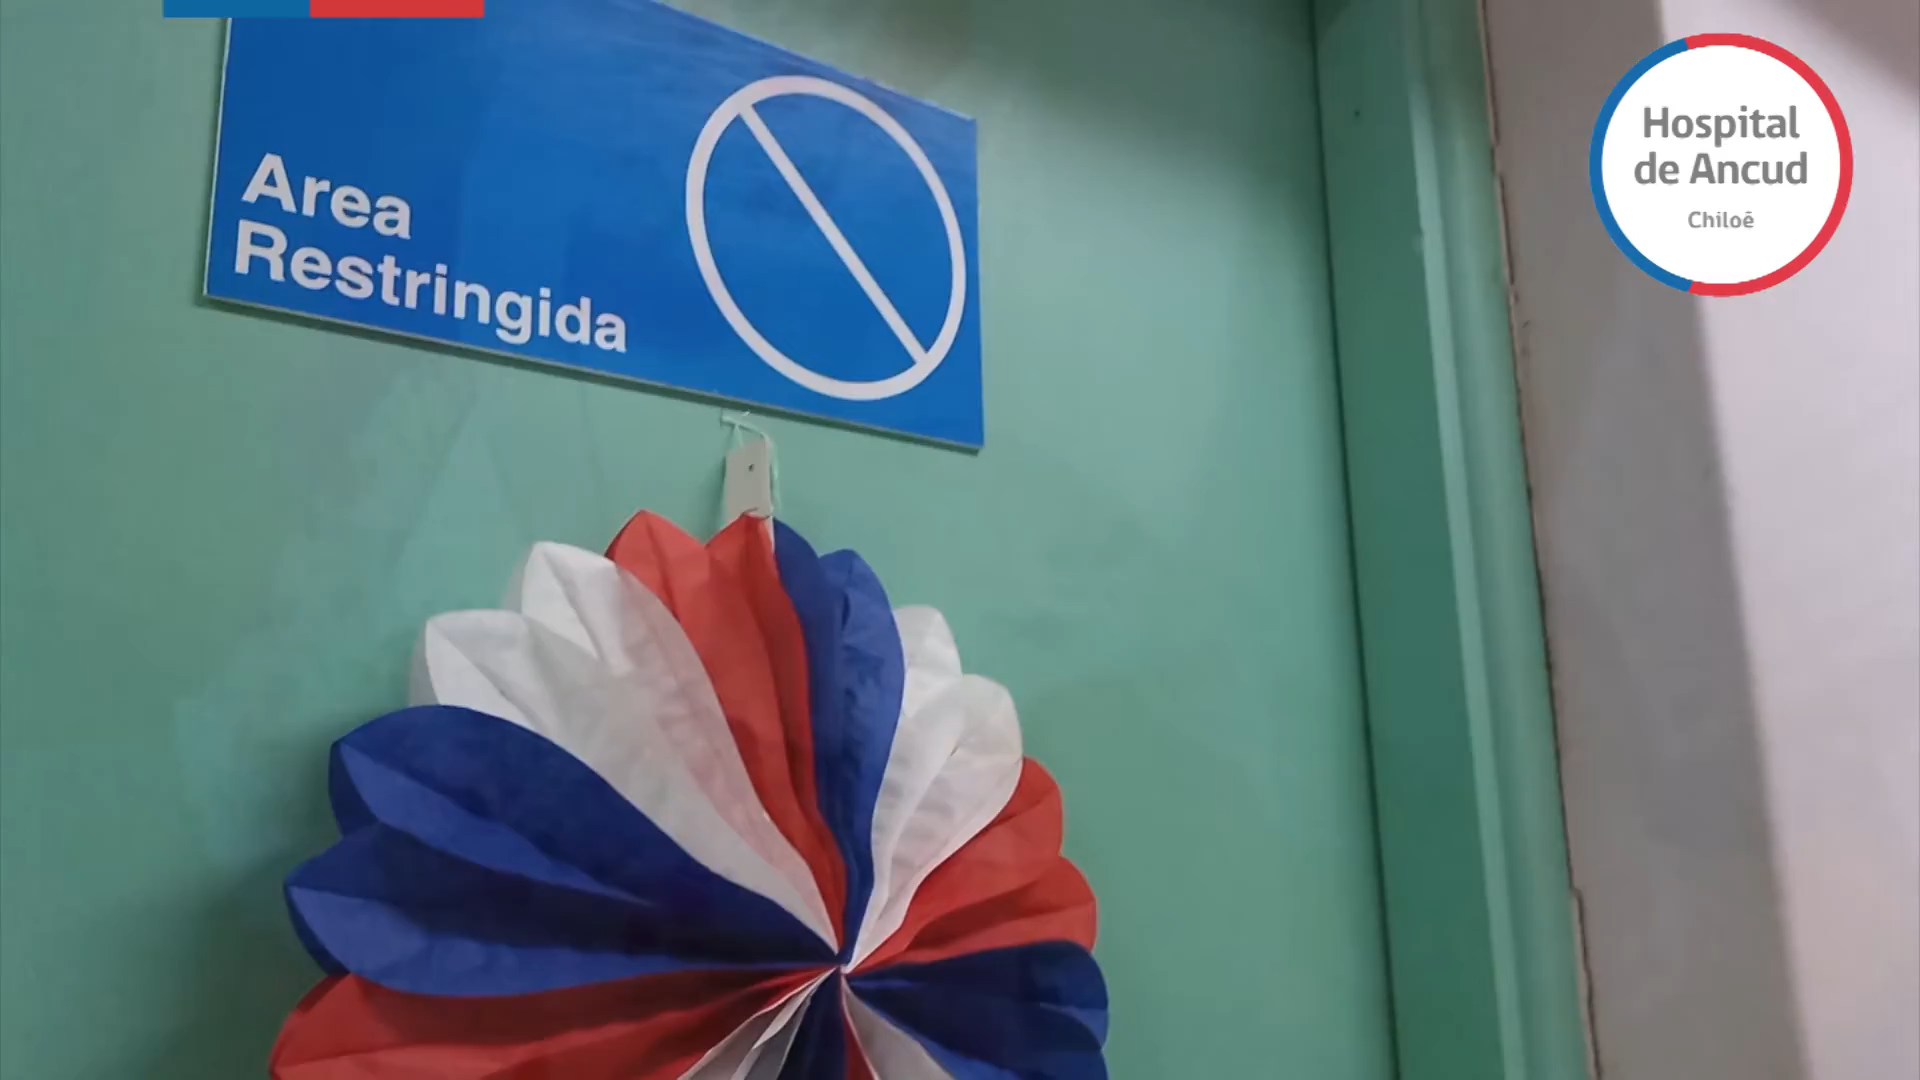 Area
Restringida
Hospital
de Ancud
Chiloé